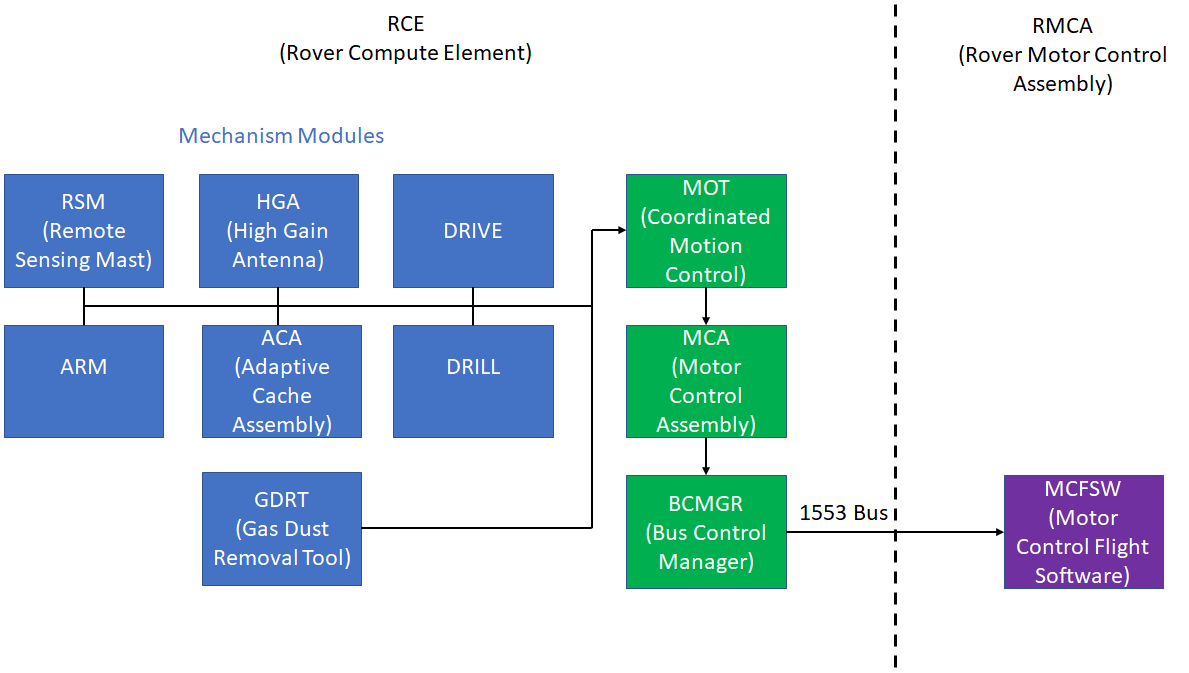 RCE
(Rover Compute Element)
RMCA
(Rover Motor Control
Assembly)
Mechanism Modules
RSM
(Remote
Sensing Mast)
HGA
(High Gain
Antenna)
DRIVE
MOT
(Coordinated
Motion
Control)
ARM
ACA
(Adaptive
Cache
Assembly)
DRILL
MCA
(Motor
Control
Assembly)
GDRT
(Gas Dust
Removal Tool)
BCMGR
(Bus Control
Manager)
1553 Bus
MCFSW
(Motor
Control Flight
Software)